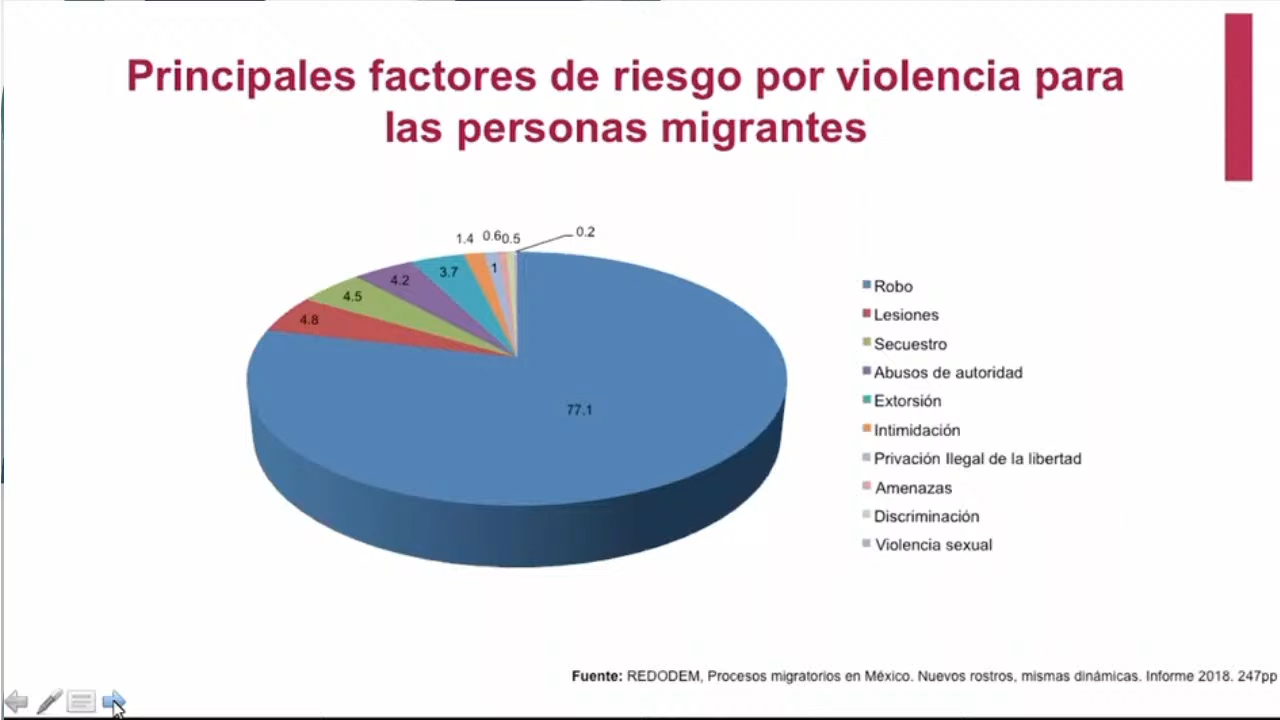 Principales factores de riesgo por violencia para
las personas migrantes
1.4
0.6
0.5
0.2
1
3.7
4.2
4.5
4.8
77.1
Robo
Lesiones
Secuestro
Abusos de autoridad
Extorsión
Intimidación
Privación Ilegal de la libertad
Amenazas
Discriminación
Violencia sexual
Fuente: REDODEM, Procesos migratorios en México. Nuevos rostros, mismas dinámicas. Informe 2018. 247pp